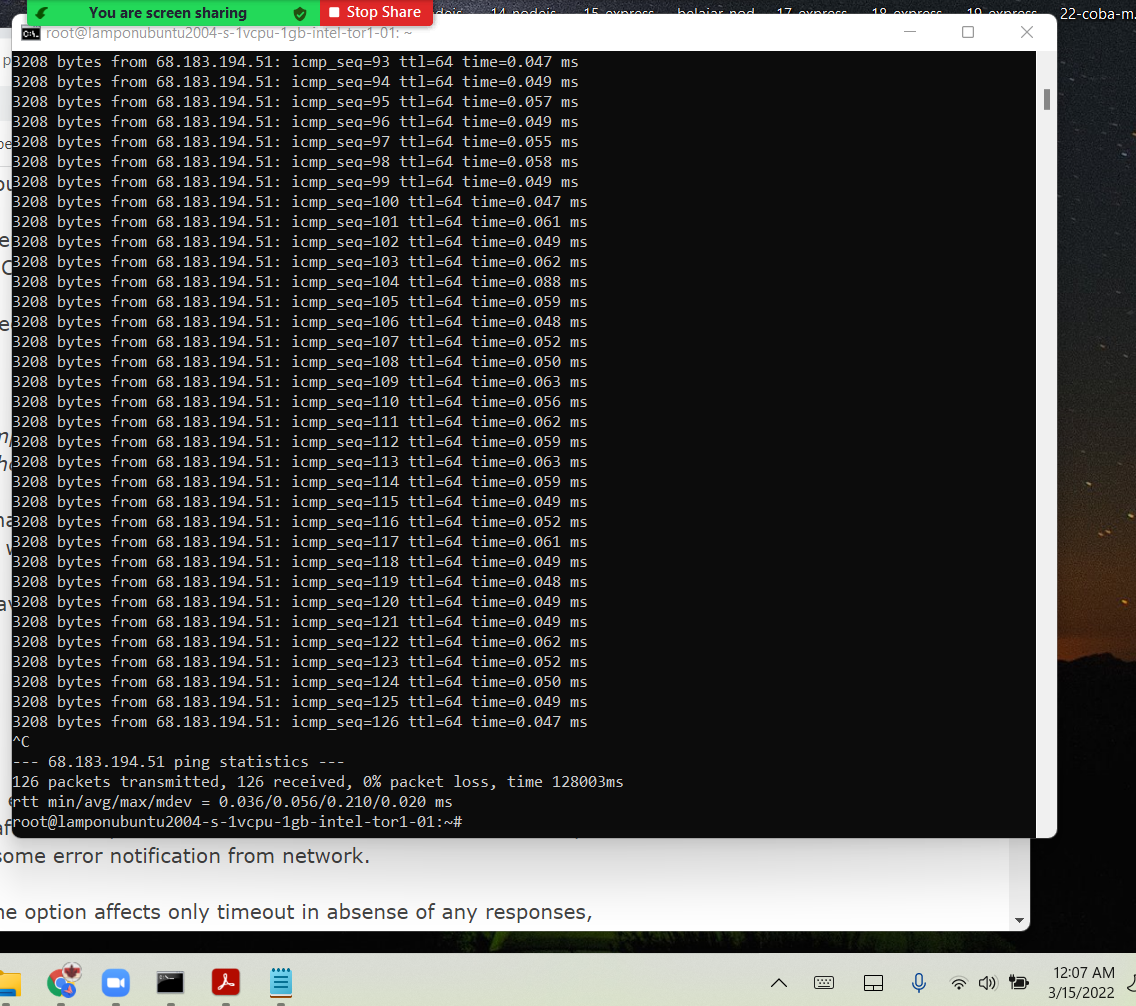 You are screen sharing
Stop Share
14-nodejs
15-express
belajar-nod
17-express
18-express
19-express
22-coba-m
root@lamponubuntu2004-s-1vcpu-1gb-intel-tor1-01: ~
3208 bytes from 68.183.194.51: icmp_seq=93 ttl=64 time=0.047 ms
3208 bytes from 68.183.194.51: icmp_seq=94 ttl=64 time=0.049 ms
3208 bytes from 68.183.194.51: icmp_seq=95 ttl=64 time=0.057 ms
3208 bytes from 68.183.194.51: icmp_seq=96 ttl=64 time=0.049 ms
3208 bytes from 68.183.194.51: icmp_seq=97 ttl=64 time=0.055 ms
3208 bytes from 68.183.194.51: icmp_seq=98 ttl=64 time=0.058 ms
3208 bytes from 68.183.194.51: icmp_seq=99 ttl=64 time=0.049 ms
3208 bytes from 68.183.194.51: icmp_seq=100 ttl=64 time=0.047 ms
3208 bytes from 68.183.194.51: icmp_seq=101 ttl=64 time=0.061 ms
3208 bytes from 68.183.194.51: icmp_seq=102 ttl=64 time=0.049 ms
3208 bytes from 68.183.194.51: icmp_seq=103 ttl=64 time=0.062 ms
3208 bytes from 68.183.194.51: icmp_seq=104 ttl=64 time=0.088 ms
3208 bytes from 68.183.194.51: icmp_seq=105 ttl=64 time=0.059 ms
3208 bytes from 68.183.194.51: icmp_seq=106 ttl=64 time=0.048 ms
3208 bytes from 68.183.194.51: icmp_seq=107 ttl=64 time=0.052 ms
3208 bytes from 68.183.194.51: icmp_seq=108 ttl=64 time=0.050 ms
3208 bytes from 68.183.194.51: icmp_seq=109 ttl=64 time=0.063 ms
3208 bytes from 68.183.194.51: icmp_seq=110 ttl=64 time=0.056 ms
3208 bytes from 68.183.194.51: icmp_seq=111 ttl=64 time=0.062 ms
3208 bytes from 68.183.194.51: icmp_seq=112 ttl=64 time=0.059 ms
3208 bytes from 68.183.194.51: icmp_seq=113 ttl=64 time=0.063 ms
3208 bytes from 68.183.194.51: icmp_seq=114 ttl=64 time=0.059 ms
3208 bytes from 68.183.194.51: icmp_seq=115 ttl=64 time=0.049 ms
3208 bytes from 68.183.194.51: icmp_seq=116 ttl=64 time=0.052 ms
3208 bytes from 68.183.194.51: icmp_seq=117 ttl=64 time=0.061 ms
3208 bytes from 68.183.194.51: icmp_seq=118 ttl=64 time=0.049 ms
3208 bytes from 68.183.194.51: icmp_seq=119 ttl=64 time=0.048 ms
3208 bytes from 68.183.194.51: icmp_seq=120 ttl=64 time=0.049 ms
3208 bytes from 68.183.194.51: icmp_seq=121 ttl=64 time=0.049 ms
3208 bytes from 68.183.194.51: icmp_seq=122 ttl=64 time=0.062 ms
3208 bytes from 68.183.194.51: icmp_seq=123 ttl=64 time=0.052 ms
3208 bytes from 68.183.194.51: icmp_seq=124 ttl=64 time=0.050 ms
3208 bytes from 68.183.194.51: icmp_seq=125 ttl=64 time=0.049 ms
3208 bytes from 68.183.194.51: icmp_seq=126 ttl=64 time=0.047 ms
^C
--- 68.183.194.51 ping statistics ---
126 packets transmitted, 126 received, 0% packet loss, time 128003ms
rtt min/avg/max/mdev = 0.036/0.056/0.210/0.020 ms
root@lamponubuntu2004-s-1vcpu-1gb-intel-tor1-01:~#
some error notification from network.
he option affects only timeout in absense of any responses,
12:07 AM
3/15/2022